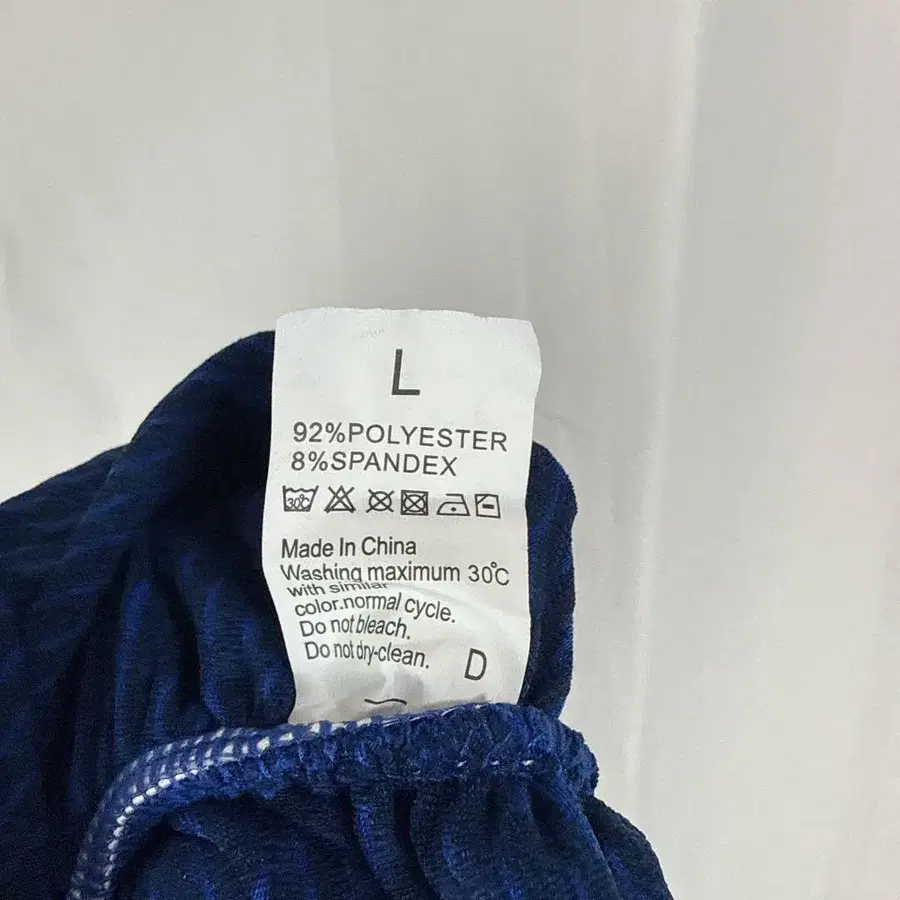 L
92%POLYESTER
8%SPANDEX
30℃
Made In China
Washing maximum 30℃
with similar
color.normal cycle.
Do not bleach.
Do not dry-clean.
D